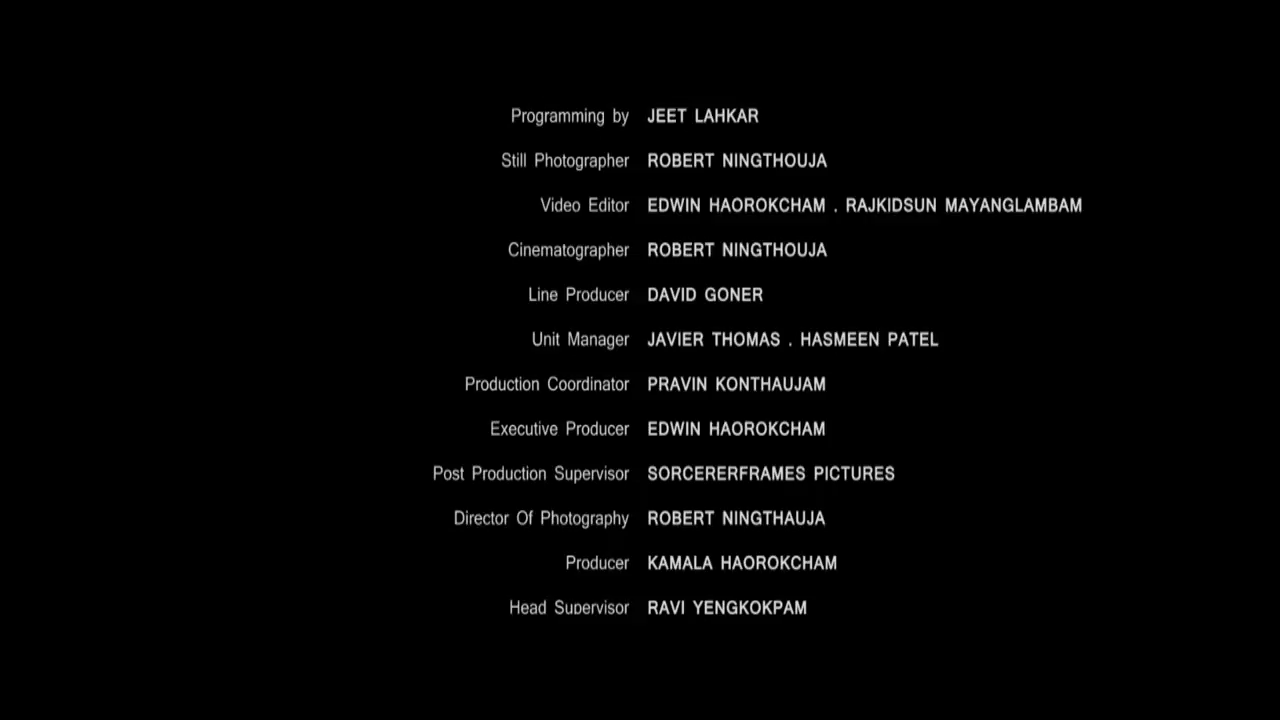 Programming by JEET LAHKAR
Still Photographer ROBERT NINGTHOUJA
Video Editor EDWIN HAOROKCHAM . RAJKIDSUN MAYANGLAMBAM
Cinematographer ROBERT NINGTHOUJA
Line Producer DAVID GONER
Unit Manager JAVIER THOMAS . HASMEEN PATEL
Production Coordinator PRAVIN KONTHAUJAM
Executive Producer EDWIN HAOROKCHAM
Post Production Supervisor SORCERERFRAMES PICTURES
Director Of Photography ROBERT NINGTHAUJA
Producer KAMALA HAOROKCHAM
Head Supervisor RAVI YENGKOKPAM